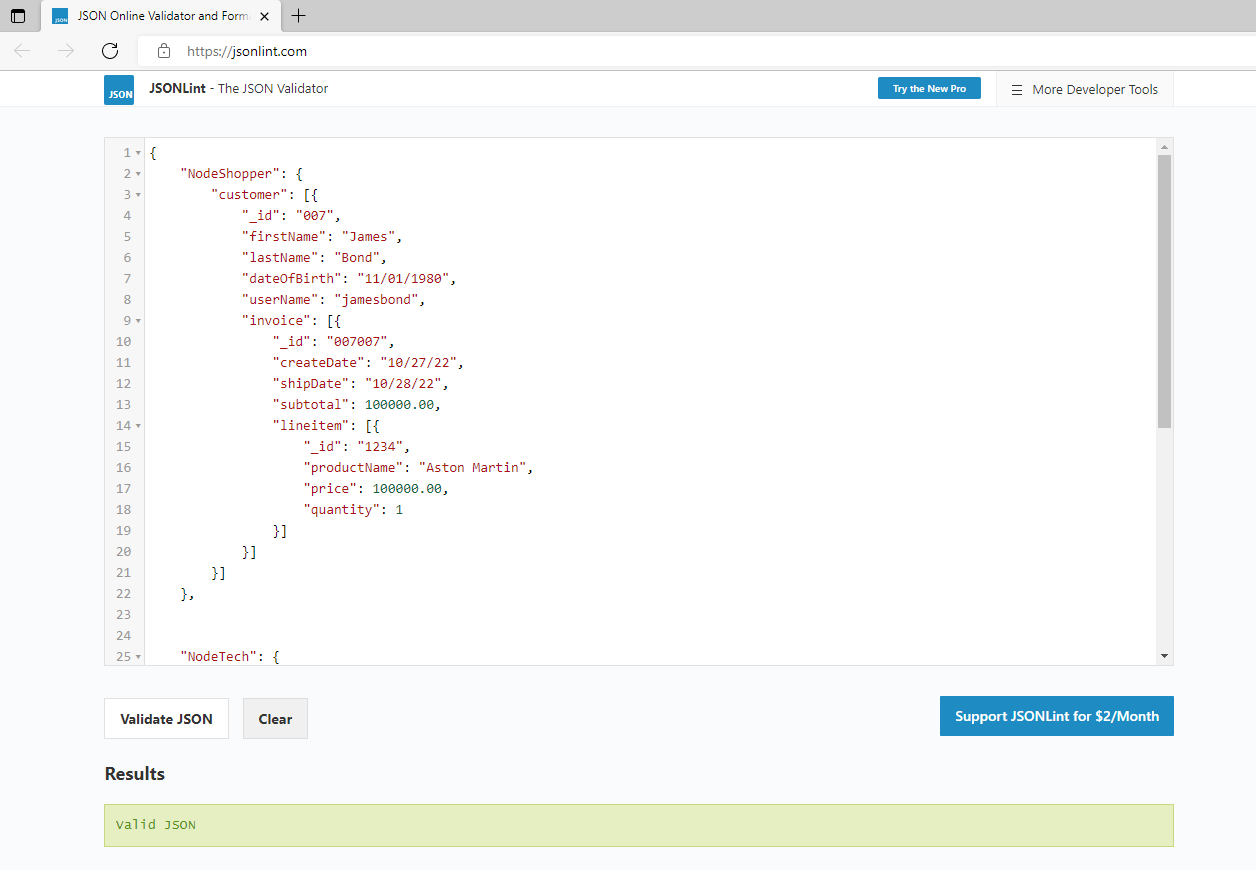 JSON Online Validator and Form
https://jsonlint.com
JSON
JSONLint - The JSON Validator
Try the New Pro
More Developer Tools
1 {
2 "NodeShopper": {
3 "customer": [{
4 "_id": "007",
5 "firstName": "James",
6 "lastName": "Bond",
7 "dateOfBirth": "11/01/1980",
8 "userName": "jamesbond",
9 "invoice": [{
10 "_id": "007007",
11 "createDate": "10/27/22",
12 "shipDate": "10/28/22",
13 "subtotal": 100000.00,
14 "lineitem": [{
15 "_id": "1234",
16 "productName": "Aston Martin",
17 "price": 100000.00,
18 "quantity": 1
19 }]
20 }]
21 }]
22 },
23
24
25 "NodeTech": {
Validate JSON
Clear
Support JSONLint for $2/Month
Results
Valid JSON